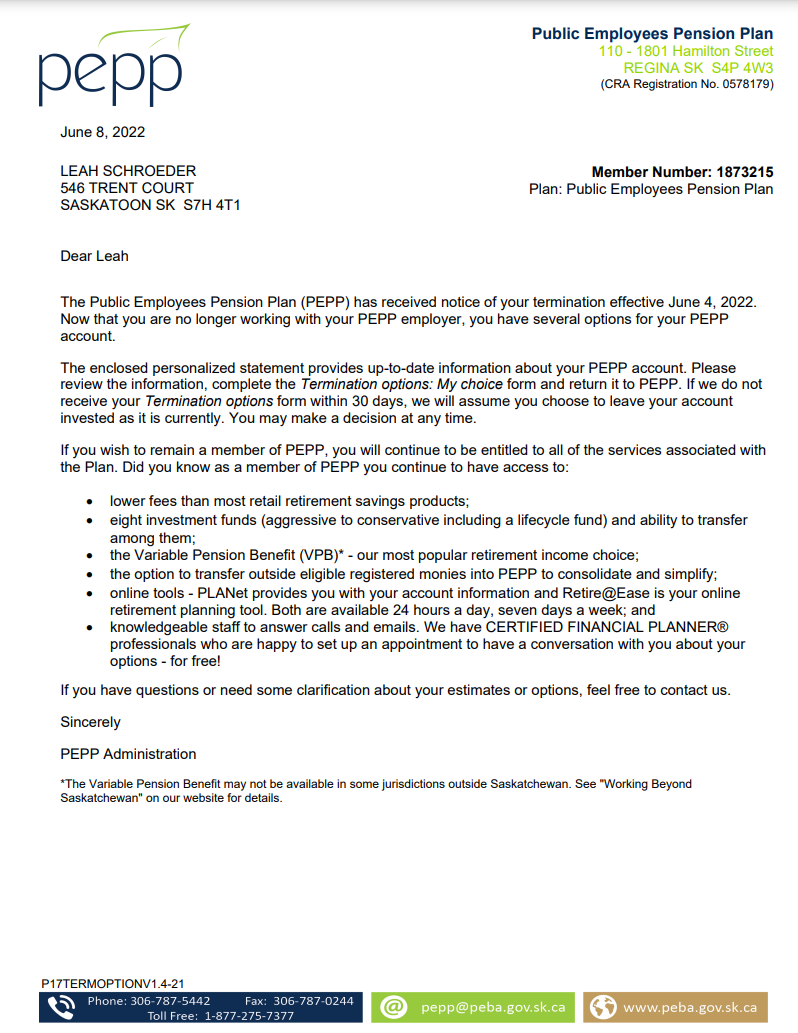 pepp
Public Employees Pension Plan
110 - 1801 Hamilton Street
REGINA SK  S4P 4W3
(CRA Registration No. 0578179)
June 8, 2022
LEAH SCHROEDER
546 TRENT COURT
SASKATOON SK  S7H 4T1
Member Number: 1873215
Plan: Public Employees Pension Plan
Dear Leah
The Public Employees Pension Plan (PEPP) has received notice of your termination effective June 4, 2022.
Now that you are no longer working with your PEPP employer, you have several options for your PEPP
account.
The enclosed personalized statement provides up-to-date information about your PEPP account. Please
review the information, complete the Termination options: My choice form and return it to PEPP. If we do not
receive your Termination options form within 30 days, we will assume you choose to leave your account
invested as it is currently. You may make a decision at any time.
If you wish to remain a member of PEPP, you will continue to be entitled to all of the services associated with
the Plan. Did you know as a member of PEPP you continue to have access to:
• lower fees than most retail retirement savings products;
• eight investment funds (aggressive to conservative including a lifecycle fund) and ability to transfer
among them;
• the Variable Pension Benefit (VPB)* - our most popular retirement income choice;
• the option to transfer outside eligible registered monies into PEPP to consolidate and simplify;
• online tools - PLANet provides you with your account information and Retire@Ease is your online
retirement planning tool. Both are available 24 hours a day, seven days a week; and
• knowledgeable staff to answer calls and emails. We have CERTIFIED FINANCIAL PLANNER®
professionals who are happy to set up an appointment to have a conversation with you about your
options - for free!
If you have questions or need some clarification about your estimates or options, feel free to contact us.
Sincerely
PEPP Administration
*The Variable Pension Benefit may not be available in some jurisdictions outside Saskatchewan. See "Working Beyond
Saskatchewan" on our website for details.
P17TERMOPTIONV1.4-21
Phone: 306-787-5442 Fax: 306-787-0244
Toll Free: 1-877-275-7377
@ pepp@peba.gov.sk.ca
www.peba.gov.sk.ca